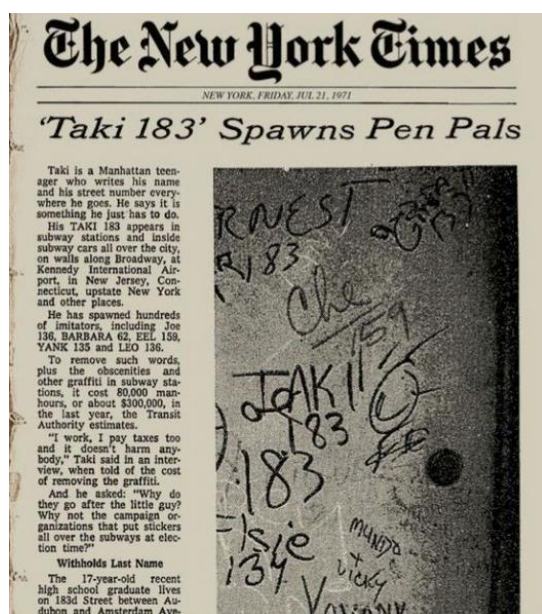 The New York Times
NEW YORK, FRIDAY, JUL 21, 1971
'Taki 183' Spawns Pen Pals
Taki is a Manhattan teen-
ager who writes his name
and his street number every-
where he goes. He says it is
something he just has to do.
His TAKI 183 appears in
subway stations and inside
subway cars all over the city,
on walls along Broadway, at
Kennedy International Air-
port, in New Jersey, Con-
necticut, upstate New York
and other places.
He has spawned hundreds
of imitators, including Joe
136, BARBARA 62, EEL 159,
YANK 135 and LEO 136.
To remove such words,
plus the obscenities and
other graffiti in subway sta-
tions, it cost 80,000 man-
hours, or about $300,000, in
the last year, the Transit
Authority estimates.
"I work, I pay taxes too
and it doesn't harm any-
body," Taki said in an inter-
view, when told of the cost
of removing the graffiti.
And he asked: "Why do
they go after the little guy?
Why not the campaign or-
ganizations that put stickers
all over the subways at elec-
tion time?"
Withholds Last Name
The 17-year-old recent
high school graduate lives
on 183d Street between Au-
dubon and Amsterdam Ave-
RNEST
183
Che
159
TAKI
183
183
Elsie
134
+
VICKY